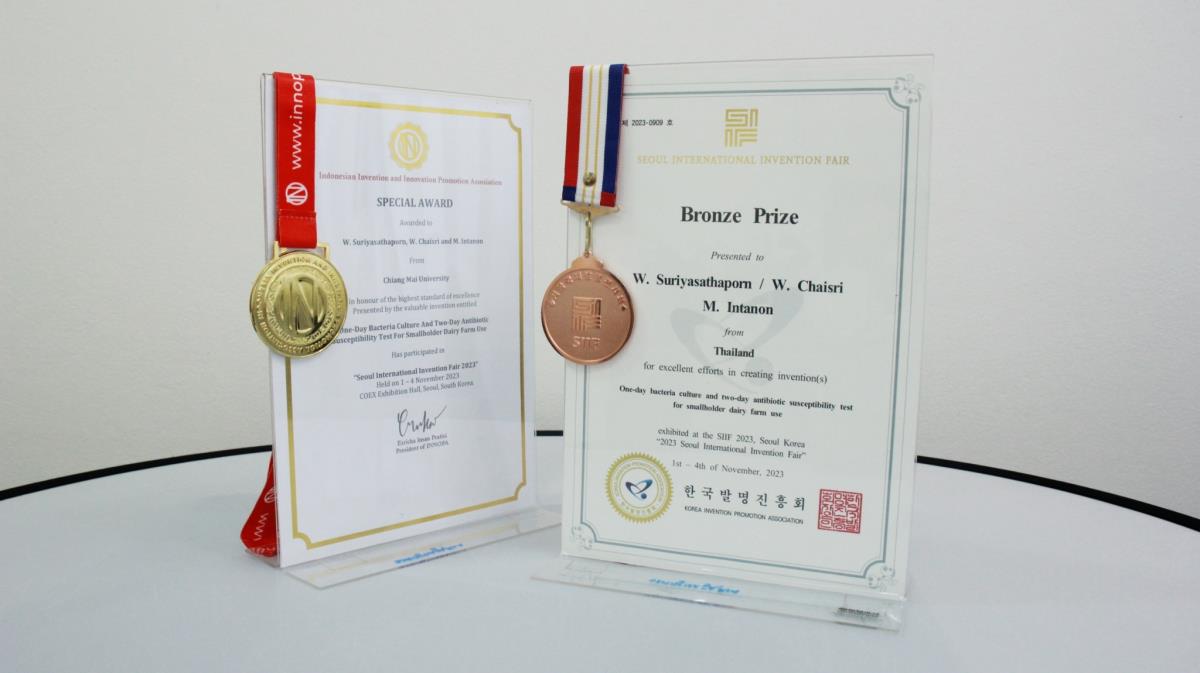 www.innop
Indonesian Invention and Innovation Promotion Association
SPECIAL AWARD
Awarded to
W. Suriyasathaporn, W. Chaisri and M. Intanon
From
Chiang Mai University
In honour of the highest standard of excellence
Presented by the valuable invention entitled
One-Day Bacteria Culture And Two-Day Antibiotic
Susceptibility Test For Smallholder Dairy Farm Use
Has participated in
"Seoul International Invention Fair 2023"
Held on 1 – 4 November 2023
COEX Exhibition Hall, Seoul, South Korea
President of INNOPA
제 2023-0909 호
SEOUL INTERNATIONAL INVENTION FAIR
Bronze Prize
Presented to
W. Suriyasathaporn / W. Chaisri
M. Intanon
from
Thailand
for excellent efforts in creating invention(s)
One-day bacteria culture and two-day antibiotic susceptibility test
for smallholder dairy farm use
exhibited at the SIIF 2023, Seoul Korea
"2023 Seoul International Invention Fair"
1st – 4th of November, 2023
한국발명진흥회
KOREA INVENTION PROMOTION ASSOCIATION
SIIF